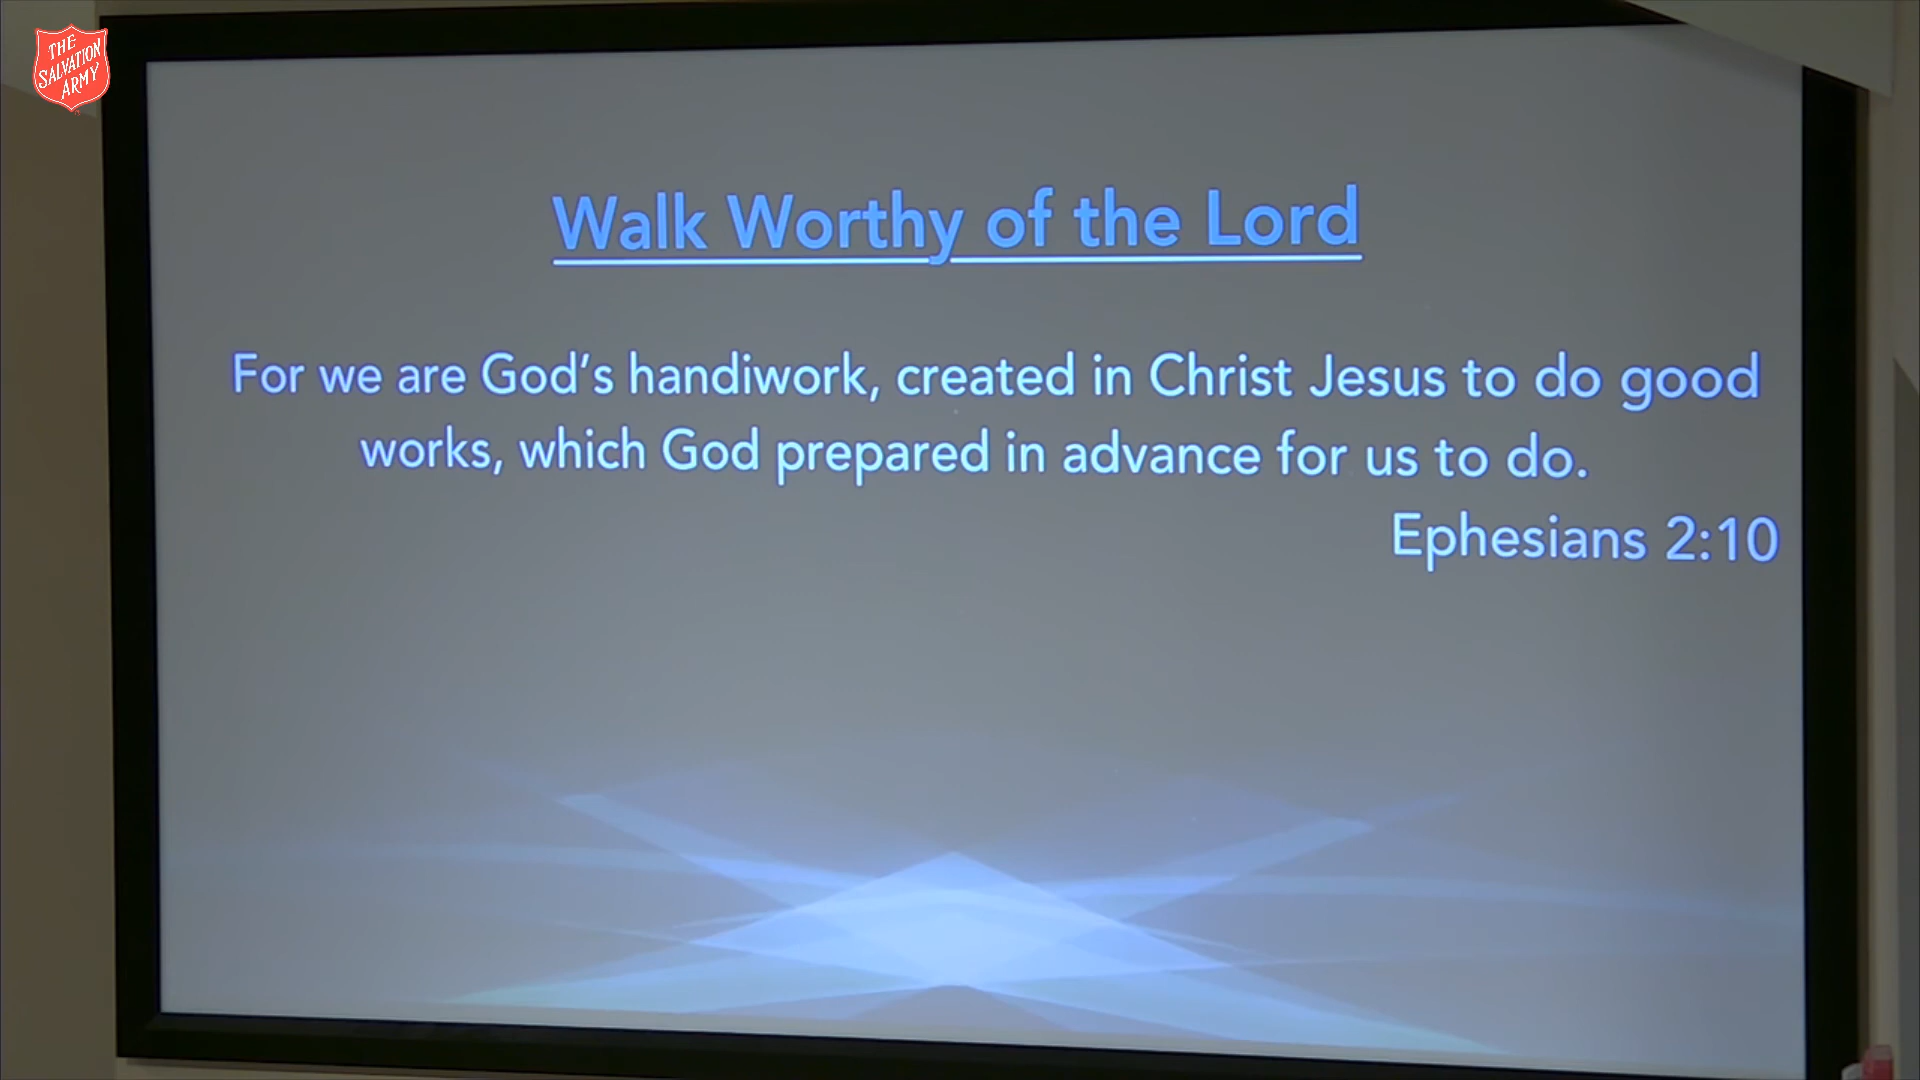 THE
SALVATION
ARMY
Walk Worthy of the Lord
For we are God's handiwork, created in Christ Jesus to do good
works, which God prepared in advance for us to do.
Ephesians 2:10